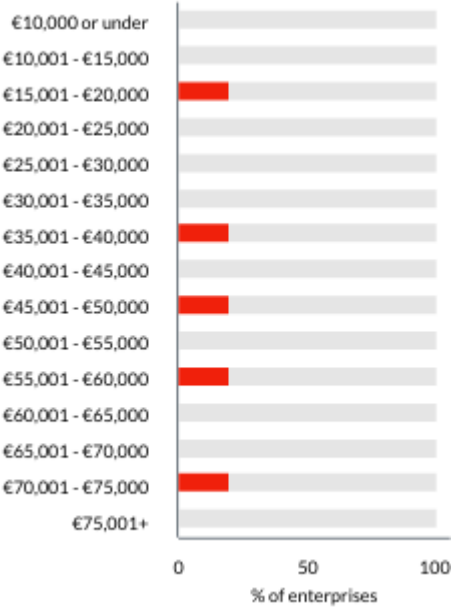 €10,000 or under
€10,001 - €15,000
€15,001 - €20,000
€20,001 - €25,000
€25,001 - €30,000
€30,001 - €35,000
€35,001 - €40,000
€40,001 - €45,000
€45,001 - €50,000
€50,001 - €55,000
€55,001 - €60,000
€60,001 - €65,000
€65,001 - €70,000
€70,001 - €75,000
€75,001+
0 50 100
% of enterprises